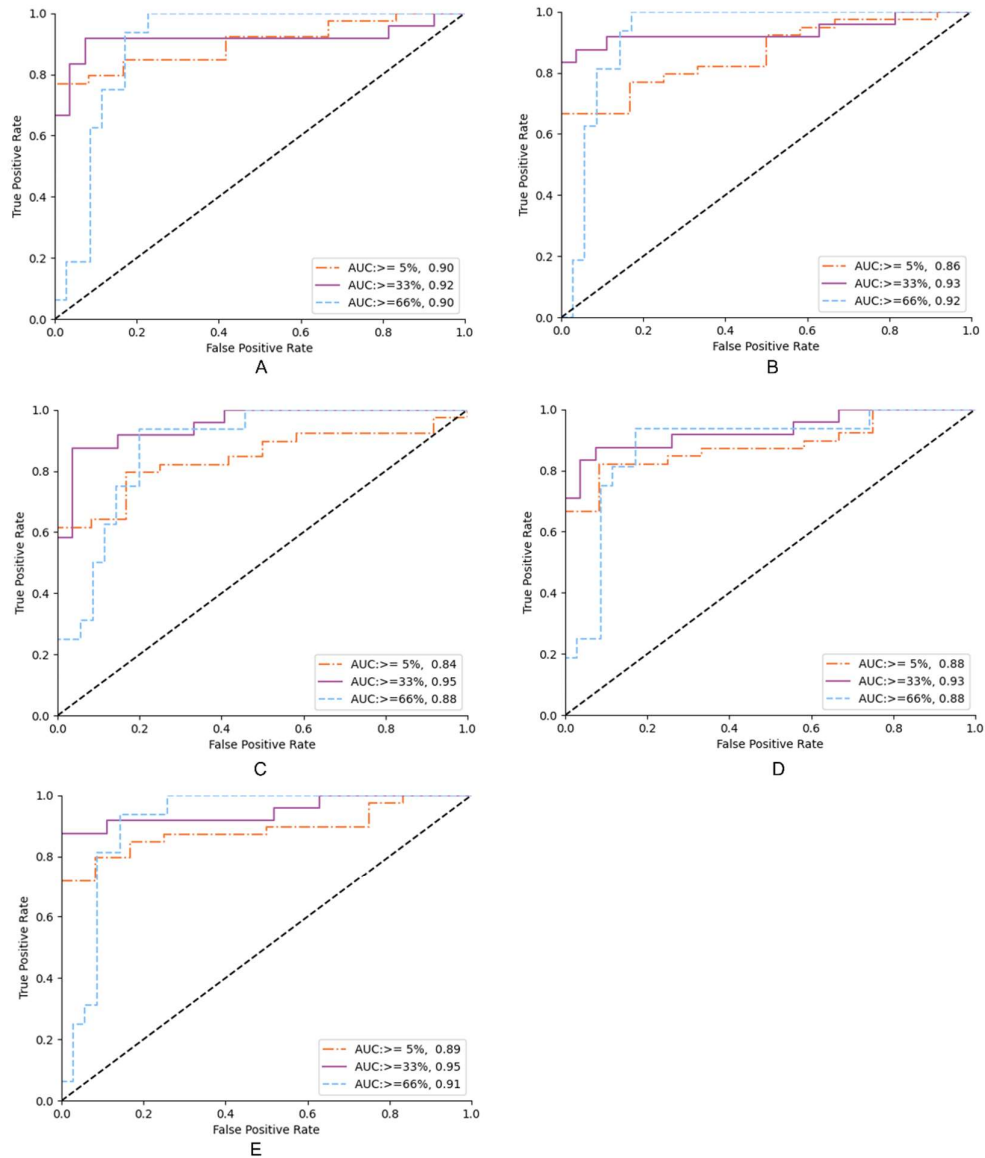 1.0
0.8
0.6
0.4
0.2
0.0
True Positive Rate
AUC:>= 5%, 0.90
AUC:>=33%, 0.92
AUC:>=66%, 0.90
0.0 0.2 0.4 0.6 0.8 1.0
False Positive Rate
A
1.0
0.8
0.6
0.4
0.2
0.0
True Positive Rate
AUC:>= 5%, 0.86
AUC:>=33%, 0.93
AUC:>=66%, 0.92
0.0 0.2 0.4 0.6 0.8 1.0
False Positive Rate
B
1.0
0.8
0.6
0.4
0.2
0.0
True Positive Rate
AUC:>= 5%, 0.84
AUC:>=33%, 0.95
AUC:>=66%, 0.88
0.0 0.2 0.4 0.6 0.8 1.0
False Positive Rate
C
1.0
0.8
0.6
0.4
0.2
0.0
True Positive Rate
AUC:>= 5%, 0.88
AUC:>=33%, 0.93
AUC:>=66%, 0.88
0.0 0.2 0.4 0.6 0.8 1.0
False Positive Rate
D
1.0
0.8
0.6
0.4
0.2
0.0
True Positive Rate
AUC:>= 5%, 0.89
AUC:>=33%, 0.95
AUC:>=66%, 0.91
0.0 0.2 0.4 0.6 0.8 1.0
False Positive Rate
E